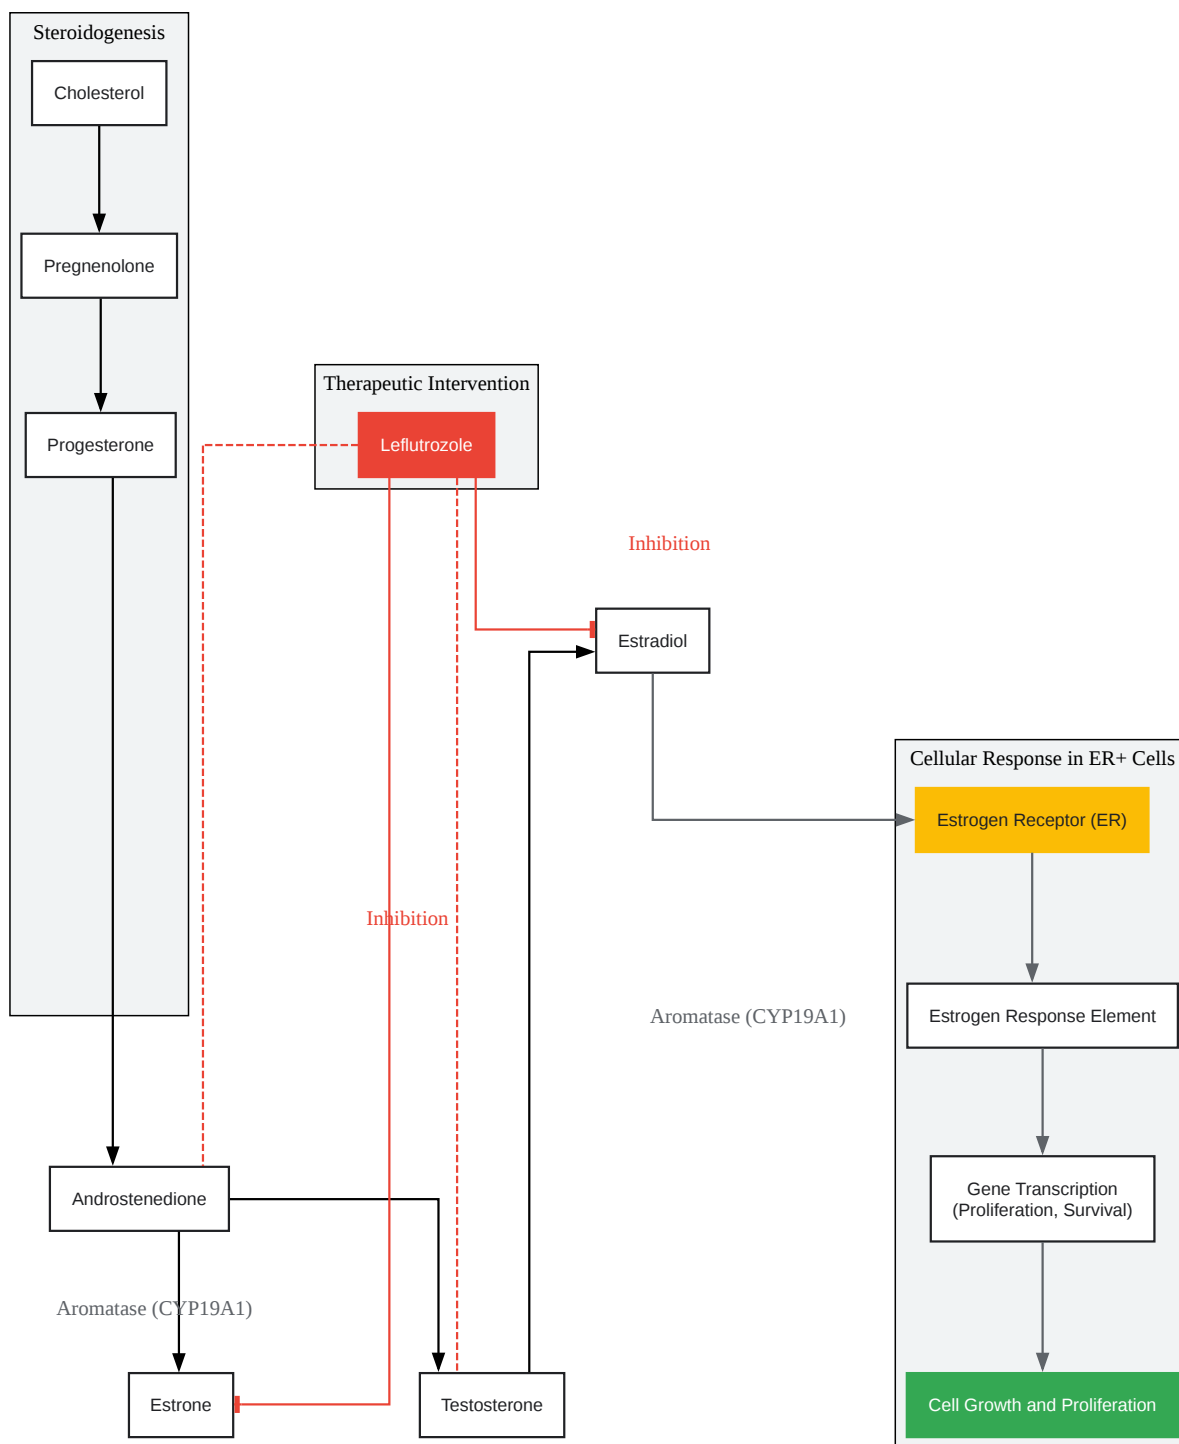 Steroidogenesis
Cholesterol
Pregnenolone
Progesterone
Therapeutic Intervention
Leflutrozole
Inhibition
Estradiol
Cellular Response in ER+ Cells
Estrogen Receptor (ER)
Inhibition
Aromatase (CYP19A1)
Estrogen Response Element
Androstenedione
Gene Transcription
(Proliferation, Survival)
Aromatase (CYP19A1)
Estrone
Testosterone
Cell Growth and Proliferation